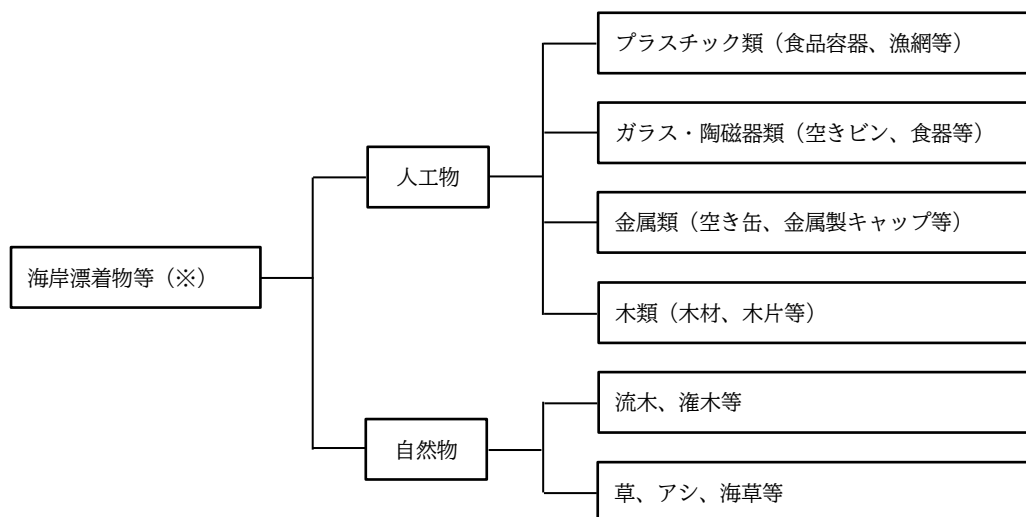 海岸漂着物等（※）
人工物
プラスチック類（食品容器、漁網等）
ガラス・陶磁器類（空きビン、食器等）
金属類（空き缶、金属製キャップ等）
木類（木材、木片等）
自然物
流木、潅木等
草、アシ、海草等